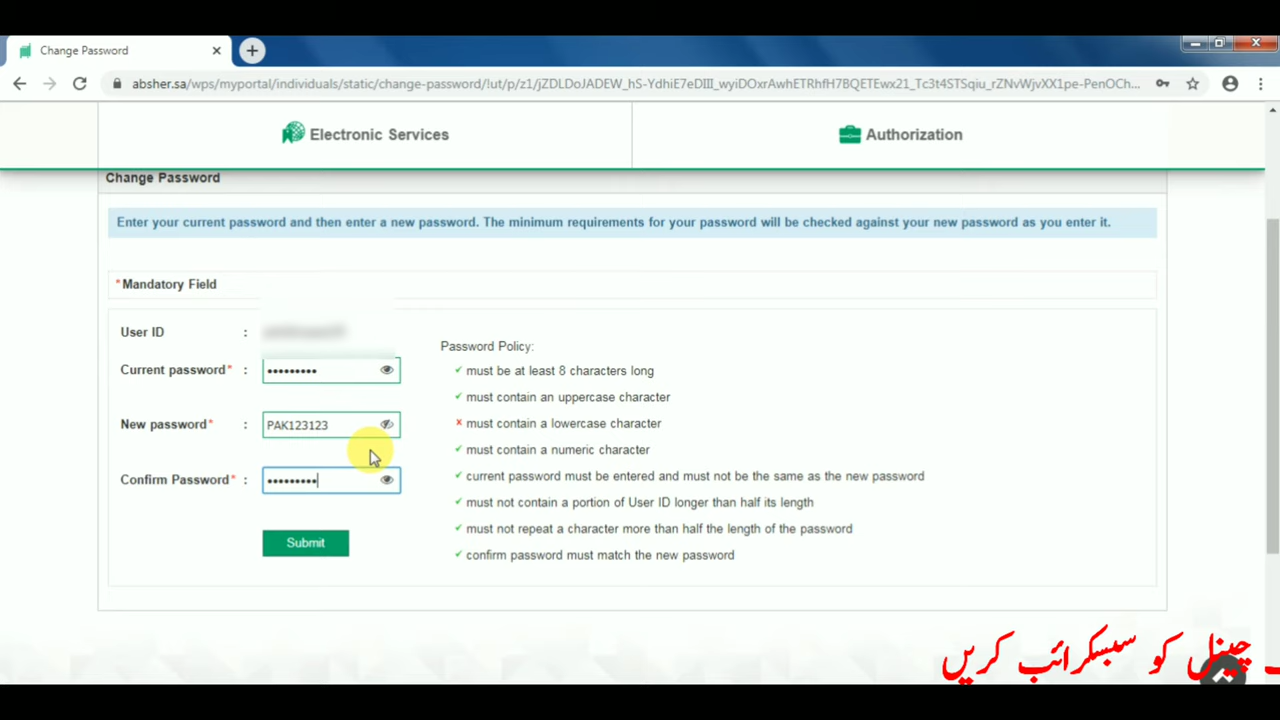 Change Password
absher.sa/wps/myportal/individuals/static/change-password/!ut/p/z1/jZDLDoJADEW_hS-YdhiE7eDIII_wyiDOxrAwhETRhfH7BQETEwx21_Tc3t4STSqiu_rZNvWjvXX1pe-PenOCh...
Electronic Services
Authorization
Change Password
Enter your current password and then enter a new password. The minimum requirements for your password will be checked against your new password as you enter it.
*Mandatory Field
User ID :
Password Policy:
Current password* : •••••••••
must be at least 8 characters long
must contain an uppercase character
New password* : PAK123123
x must contain a lowercase character
must contain a numeric character
Confirm Password* : •••••••••
current password must be entered and must not be the same as the new password
must not contain a portion of User ID longer than half its length
must not repeat a character more than half the length of the password
Submit
confirm password must match the new password
چینل کو سبسکرائب کریں